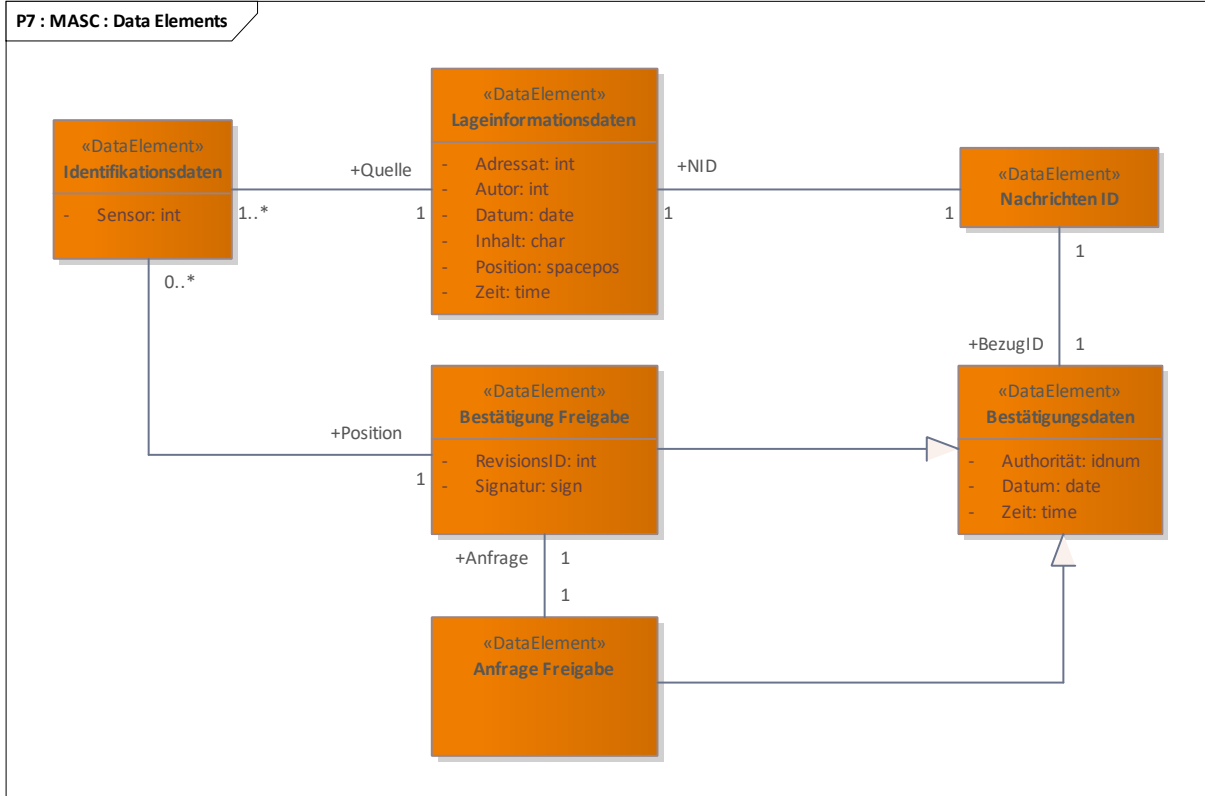 P7 : MASC : Data Elements
«DataElement»
Identifikationsdaten
- Sensor: int
1..*
0..*
+Quelle
1
«DataElement»
Lageinformationsdaten
- Adressat: int
- Autor: int
- Datum: date
- Inhalt: char
- Position: spacepos
- Zeit: time
+NID
1
1
«DataElement»
Nachrichten ID
1
+BezugID
1
+Position
1
«DataElement»
Bestätigung Freigabe
- RevisionsID: int
- Signatur: sign
«DataElement»
Bestätigungsdaten
- Authorität: idnum
- Datum: date
- Zeit: time
+Anfrage
1
1
«DataElement»
Anfrage Freigabe